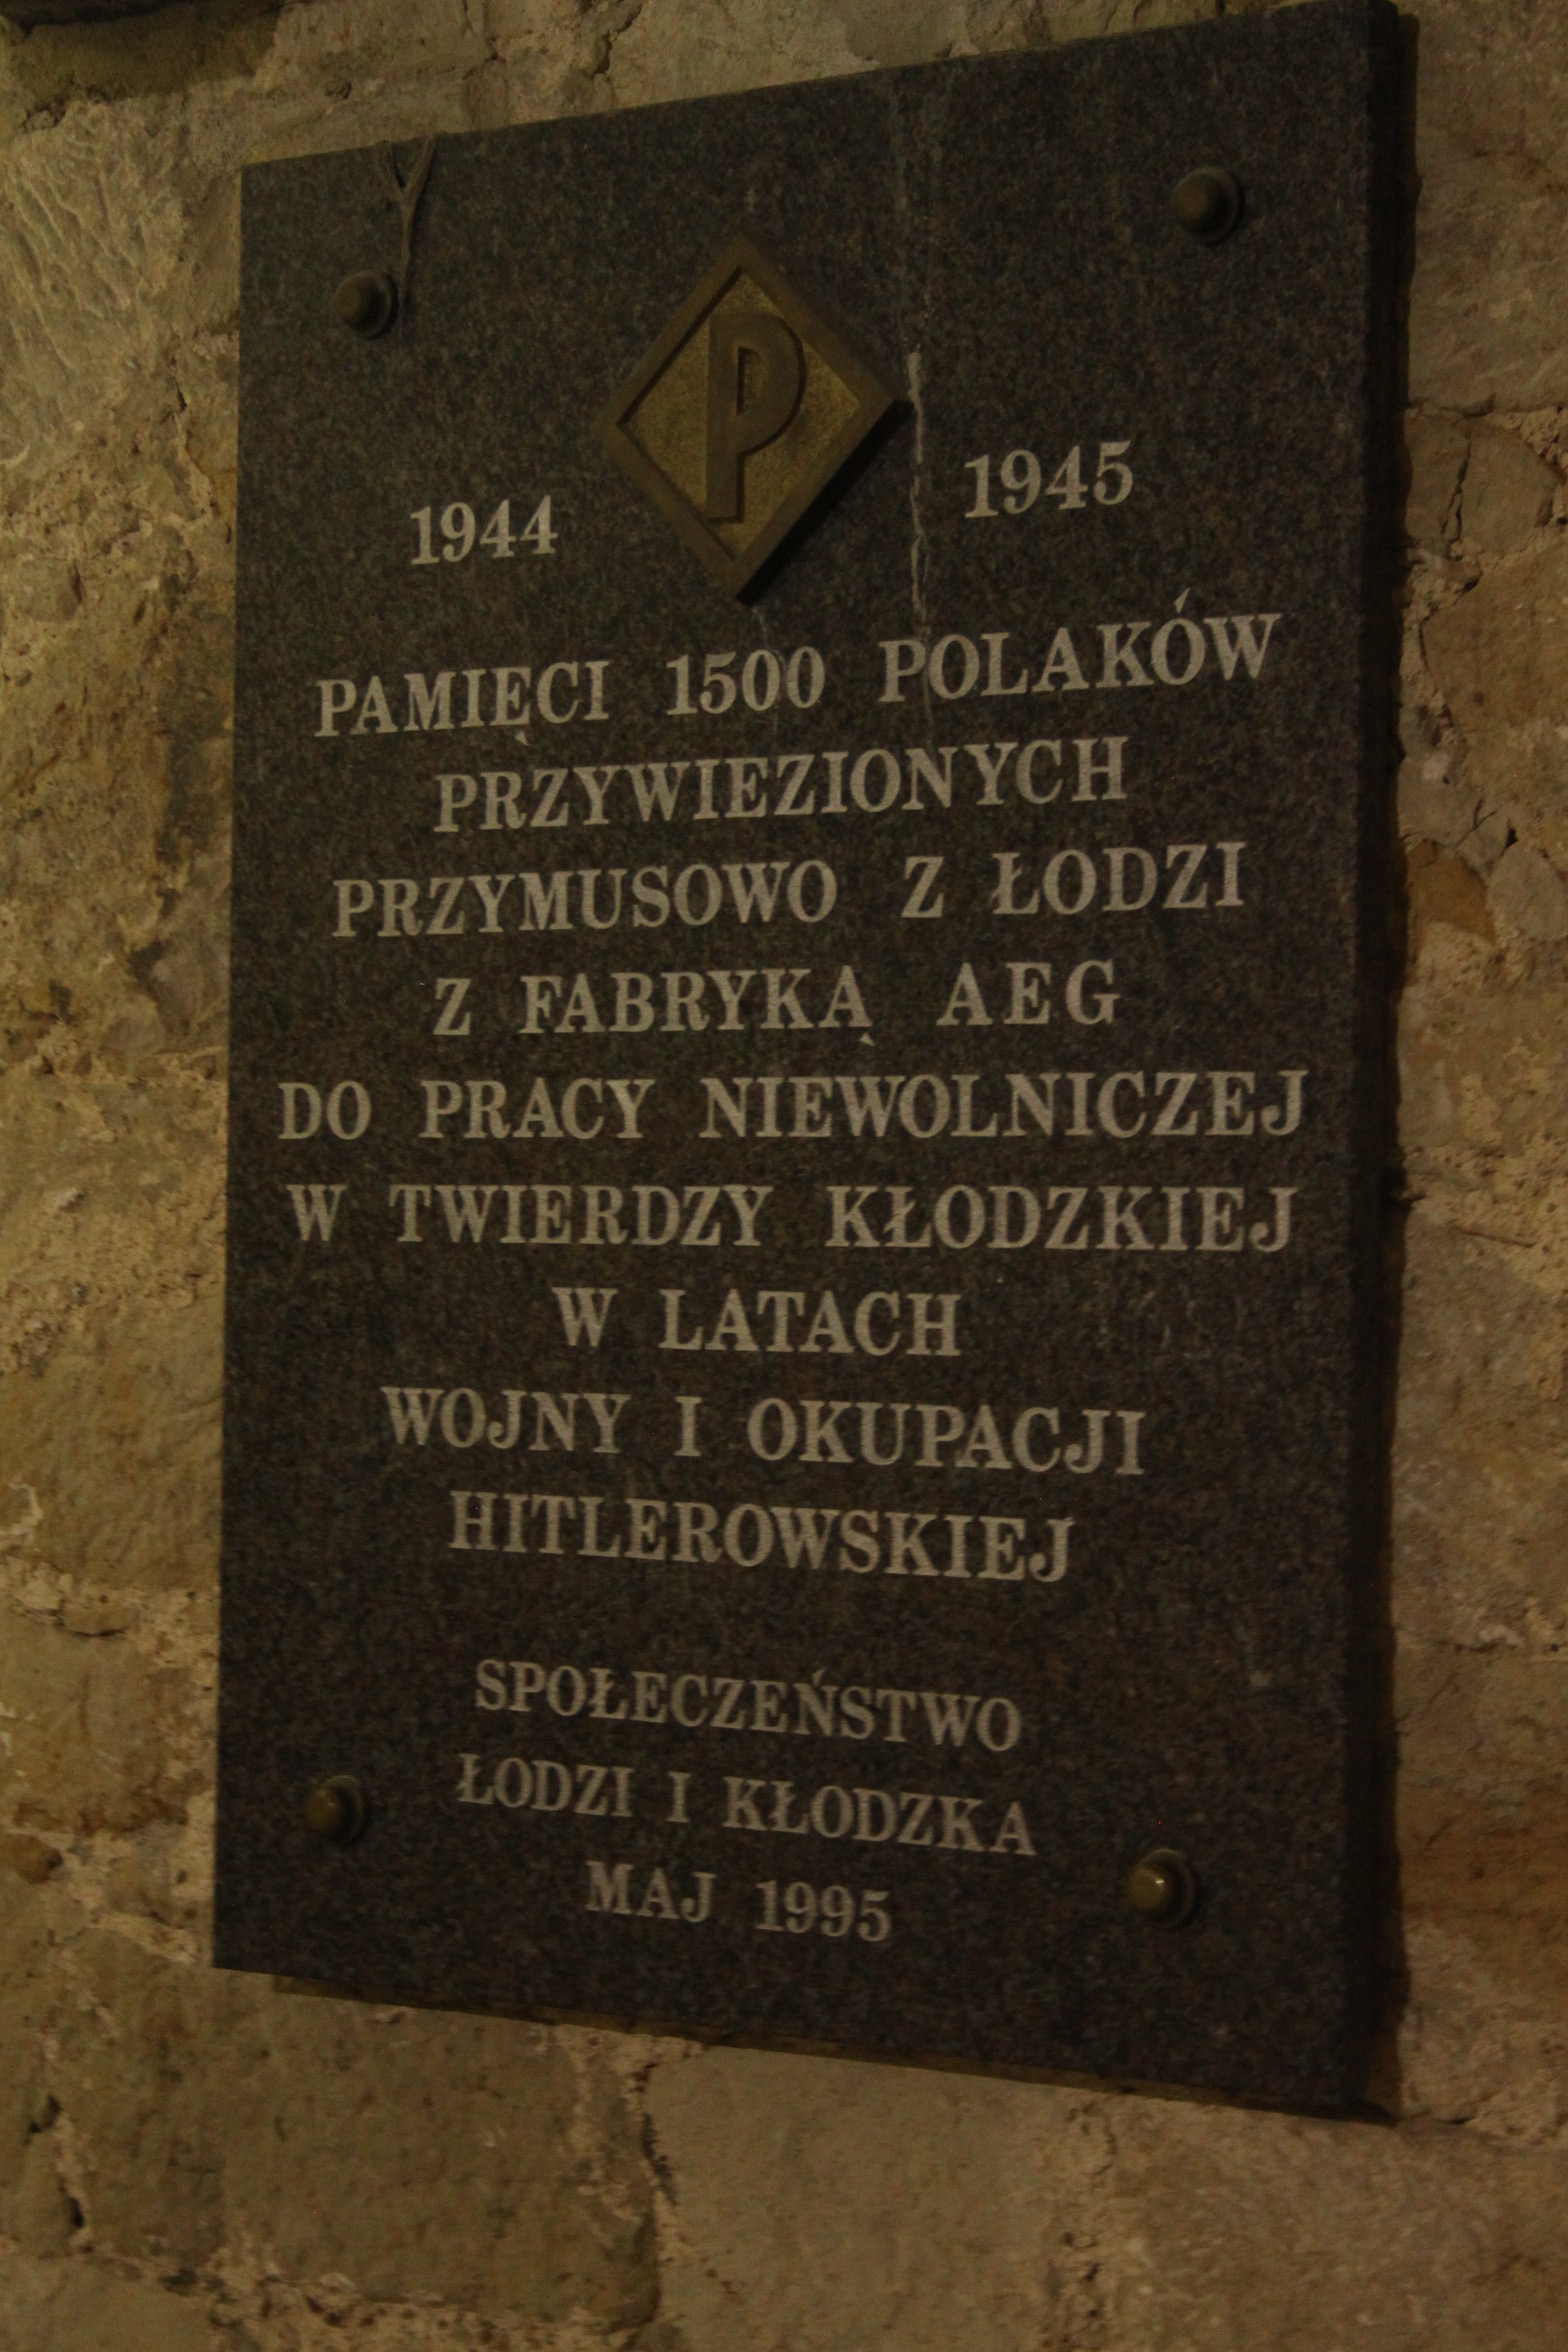 P
1944 1945
PAMIĘCI 1500 POLAKÓW
PRZYWIEZIONYCH
PRZYMUSOWO Z ŁODZI
Z FABRYKĄ AEG
DO PRACY NIEWOLNICZEJ
W TWIERDZY KŁODZKIEJ
W LATACH
WOJNY I OKUPACJI
HITLEROWSKIEJ
SPOŁECZEŃSTWO
ŁODZI I KŁODZKA
MAJ 1995